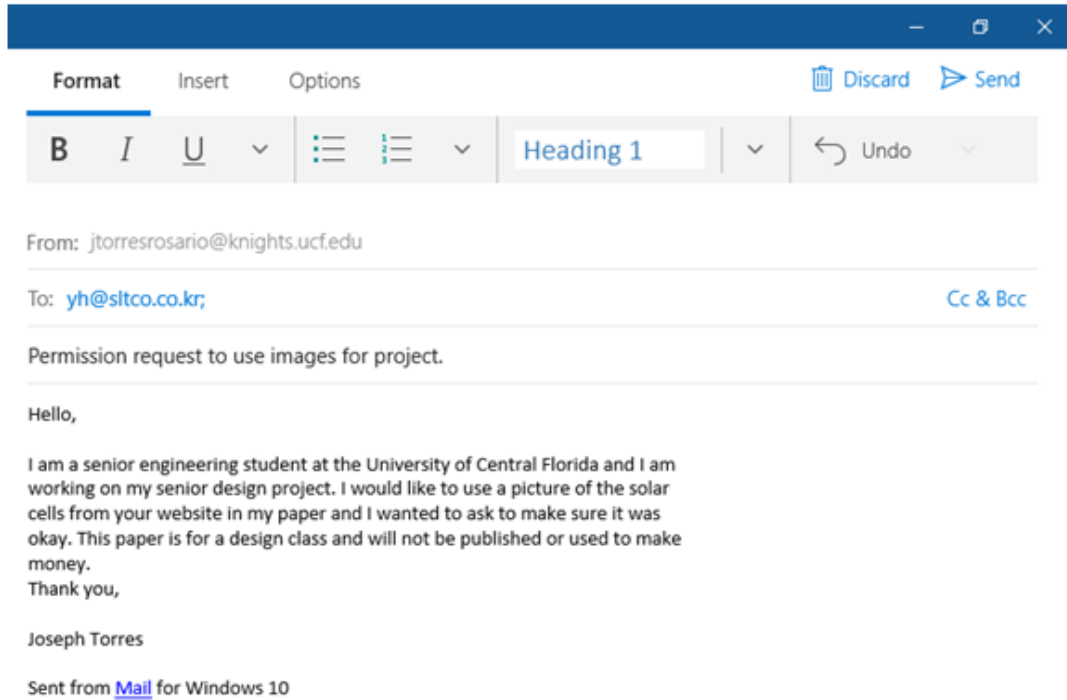 Format Insert Options Discard Send
B I U Heading 1 Undo
From: jtorresrosario@knights.ucf.edu
To: yh@sltco.co.kr; Cc & Bcc
Permission request to use images for project.
Hello,
I am a senior engineering student at the University of Central Florida and I am
working on my senior design project. I would like to use a picture of the solar
cells from your website in my paper and I wanted to ask to make sure it was
okay. This paper is for a design class and will not be published or used to make
money.
Thank you,
Joseph Torres
Sent from Mail for Windows 10